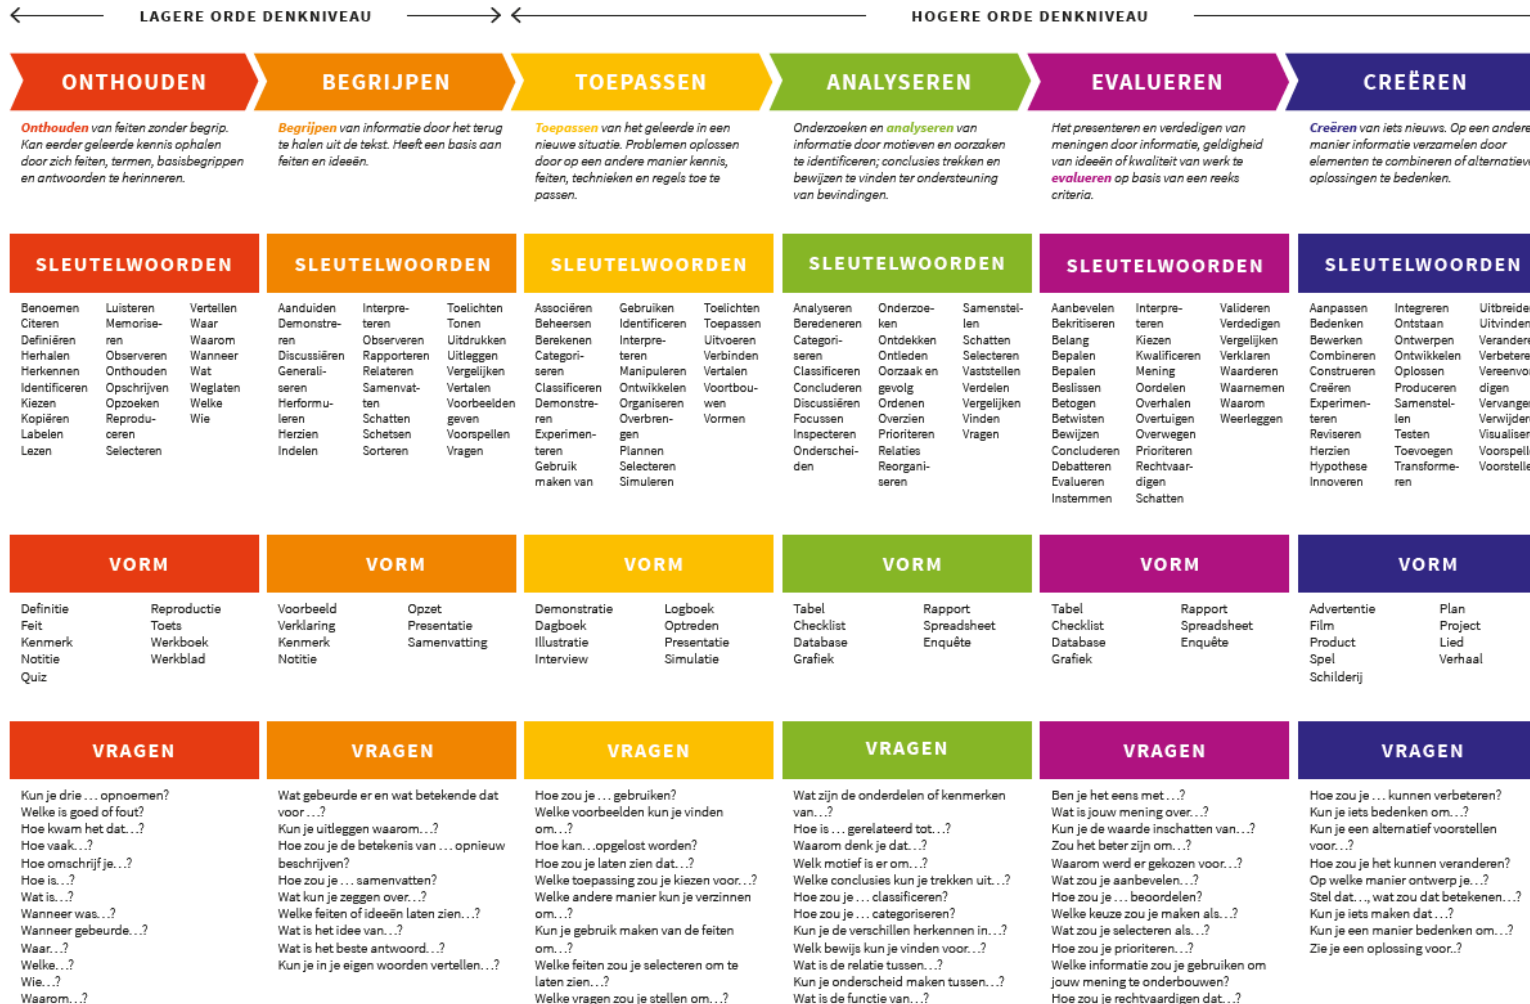 LAGERE ORDE DENKNIVEAU
HOGERE ORDE DENKNIVEAU
ONTHOUDEN
BEGRIJPEN
TOEPASSEN
ANALYSEREN
EVALUEREN
CREËREN
Onthouden van feiten zonder begrip.
Kan eerder geleerde kennis ophalen
door zich feiten, termen, basisbegrippen
en antwoorden te herinneren.
Begrijpen van informatie door het terug
te halen uit de tekst. Heeft een basis aan
feiten en ideeën.
Toepassen van het geleerde in een
nieuwe situatie. Problemen oplossen
door op een andere manier kennis,
feiten, technieken en regels toe te
passen.
Onderzoeken en analyseren van
informatie door motieven en oorzaken
te identificeren; conclusies trekken en
bewijzen te vinden ter ondersteuning
van bevindingen.
Het presenteren en verdedigen van
meningen door informatie, geldigheid
van ideeën of kwaliteit van werk te
evalueren op basis van een reeks
criteria.
Creëren van iets nieuws. Op een andere
manier informatie verzamelen door
elementen te combineren of alternatieve
oplossingen te bedenken.
SLEUTELWOORDEN
SLEUTELWOORDEN
SLEUTELWOORDEN
SLEUTELWOORDEN
SLEUTELWOORDEN
SLEUTELWOORDEN
Benoemen
Citeren
Definiëren
Herhalen
Herkennen
Identificeren
Kiezen
Kopiëren
Labelen
Lezen
Luisteren
Memorise-
ren
Observeren
Onthouden
Opschrijven
Opzoeken
Reprodu-
ceren
Selecteren
Vertellen
Waar
Waarom
Wanneer
Wat
Weglaten
Welke
Wie
Aanduiden
Demonstre-
ren
Discussiëren
Generali-
seren
Herformu-
leren
Herzien
Indelen
Interpre-
teren
Observeren
Rapporteren
Relateren
Samenvat-
ten
Schatten
Schetsen
Sorteren
Toelichten
Tonen
Uitdrukken
Uitleggen
Vergelijken
Vertalen
Voorbeelden
geven
Voorspellen
Vragen
Associëren
Beheersen
Berekenen
Categori-
seren
Classificeren
Demonstre-
ren
Experimen-
teren
Gebruik
maken van
Gebruiken
Identificeren
Interpre-
teren
Manipuleren
Ontwikkelen
Organiseren
Overbren-
gen
Plannen
Selecteren
Simuleren
Toelichten
Toepassen
Uitvoeren
Verbinden
Vertalen
Voortbou-
wen
Vormen
Analyseren
Beredeneren
Categori-
seren
Classificeren
Concluderen
Discussiëren
Focussen
Inspecteren
Onderschei-
den
Onderzoe-
ken
Ontdekken
Ontleden
Oorzaak en
gevolg
Ordenen
Overzien
Prioriteren
Relaties
Reorgani-
seren
Samenstel-
len
Schatten
Selecteren
Vaststellen
Verdelen
Vergelijken
Vinden
Vragen
Aanbevelen
Bekritiseren
Belang
Bepalen
Bepalen
Beslissen
Betogen
Betwisten
Bewijzen
Concluderen
Debatteren
Evalueren
Instemmen
Interpre-
teren
Kiezen
Kwalificeren
Mening
Oordelen
Overhalen
Overtuigen
Overwegen
Prioriteren
Rechtvaar-
digen
Schatten
Valideren
Verdedigen
Vergelijken
Verklaren
Waarderen
Waarnemen
Waarom
Weerleggen
Aanpassen
Bedenken
Bewerken
Combineren
Construeren
Creëren
Experimen-
teren
Reviseren
Herzien
Hypothese
Innoveren
Integreren
Ontstaan
Ontwerpen
Ontwikkelen
Oplossen
Produceren
Samenstel-
len
Testen
Toevoegen
Transforme-
ren
Uitbreide
Uitvinder
Verandere
Verbetere
Vereenvo
digen
Vervange
Verwijder
Visualiser
Voorspell
Voorstelle
VORM
VORM
VORM
VORM
VORM
VORM
Definitie
Feit
Kenmerk
Notitie
Quiz
Reproductie
Toets
Werkboek
Werkblad
Voorbeeld
Verklaring
Kenmerk
Notitie
Opzet
Presentatie
Samenvatting
Demonstratie
Dagboek
Illustratie
Interview
Logboek
Optreden
Presentatie
Simulatie
Tabel
Checklist
Database
Grafiek
Rapport
Spreadsheet
Enquête
Tabel
Checklist
Database
Grafiek
Rapport
Spreadsheet
Enquête
Advertentie
Film
Product
Spel
Schilderij
Plan
Project
Lied
Verhaal
VRAGEN
VRAGEN
VRAGEN
VRAGEN
VRAGEN
VRAGEN
Kun je drie ... opnoemen?
Welke is goed of fout?
Hoe kwam het dat...?
Hoe vaak...?
Hoe omschrijf je...?
Hoe is...?
Wat is...?
Wanneer was...?
Wanneer gebeurde...?
Waar...?
Welke...?
Wie...?
Waarom...?
Wat gebeurde er en wat betekende dat
voor ...?
Kun je uitleggen waarom...?
Hoe zou je de betekenis van ... opnieuw
beschrijven?
Hoe zou je ... samenvatten?
Wat kun je zeggen over...?
Welke feiten of ideeën laten zien...?
Wat is het idee van...?
Wat is het beste antwoord...?
Kun je in je eigen woorden vertellen...?
Hoe zou je ... gebruiken?
Welke voorbeelden kun je vinden
om...?
Hoe kan...opgelost worden?
Hoe zou je laten zien dat...?
Welke toepassing zou je kiezen voor...?
Welke andere manier kun je verzinnen
om...?
Kun je gebruik maken van de feiten
om...?
Welke feiten zou je selecteren om te
laten zien...?
Welke vragen zou je stellen om...?
Wat zijn de onderdelen of kenmerken
van...?
Hoe is ... gerelateerd tot...?
Waarom denk je dat...?
Welk motief is er om...?
Welke conclusies kun je trekken uit...?
Hoe zou je ... classificeren?
Hoe zou je ... categoriseren?
Kun je de verschillen herkennen in...?
Welk bewijs kun je vinden voor...?
Wat is de relatie tussen...?
Kun je onderscheid maken tussen...?
Wat is de functie van...?
Ben je het eens met ...?
Wat is jouw mening over...?
Kun je de waarde inschatten van...?
Zou het beter zijn om...?
Waarom werd er gekozen voor...?
Wat zou je aanbevelen...?
Hoe zou je ... beoordelen?
Welke keuze zou je maken als...?
Wat zou je selecteren als...?
Hoe zou je prioriteren...?
Welke informatie zou je gebruiken om
jouw mening te onderbouwen?
Hoe zou je rechtvaardigen dat...?
Hoe zou je ... kunnen verbeteren?
Kun je iets bedenken om...?
Kun je een alternatief voorstellen
voor...?
Hoe zou je het kunnen veranderen?
Op welke manier ontwerp je...?
Stel dat..., wat zou dat betekenen...?
Kun je iets maken dat ...?
Kun je een manier bedenken om...?
Zie je een oplossing voor..?